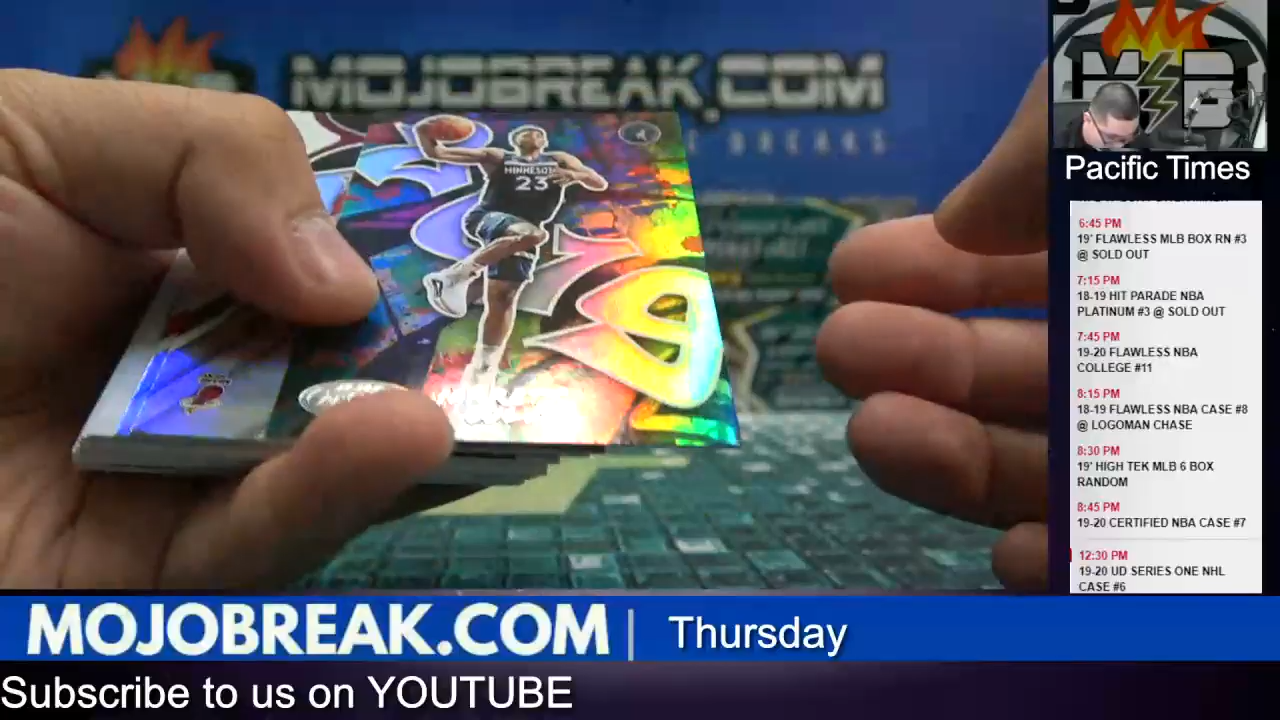 MOJOBREAK.COM
BREAKS
MINNESOTA
23
Pacific Times
6:45 PM
19' FLAWLESS MLB BOX RN #3
@ SOLD OUT
7:15 PM
18-19 HIT PARADE NBA
PLATINUM #3 @ SOLD OUT
7:45 PM
19-20 FLAWLESS NBA
COLLEGE #11
8:15 PM
18-19 FLAWLESS NBA CASE #8
@ LOGOMAN CHASE
8:30 PM
19' HIGH TEK MLB 6 BOX
RANDOM
8:45 PM
19-20 CERTIFIED NBA CASE #7
12:30 PM
19-20 UD SERIES ONE NHL
CASE #6
MOJOBREAK.COM | Thursday
Subscribe to us on YOUTUBE